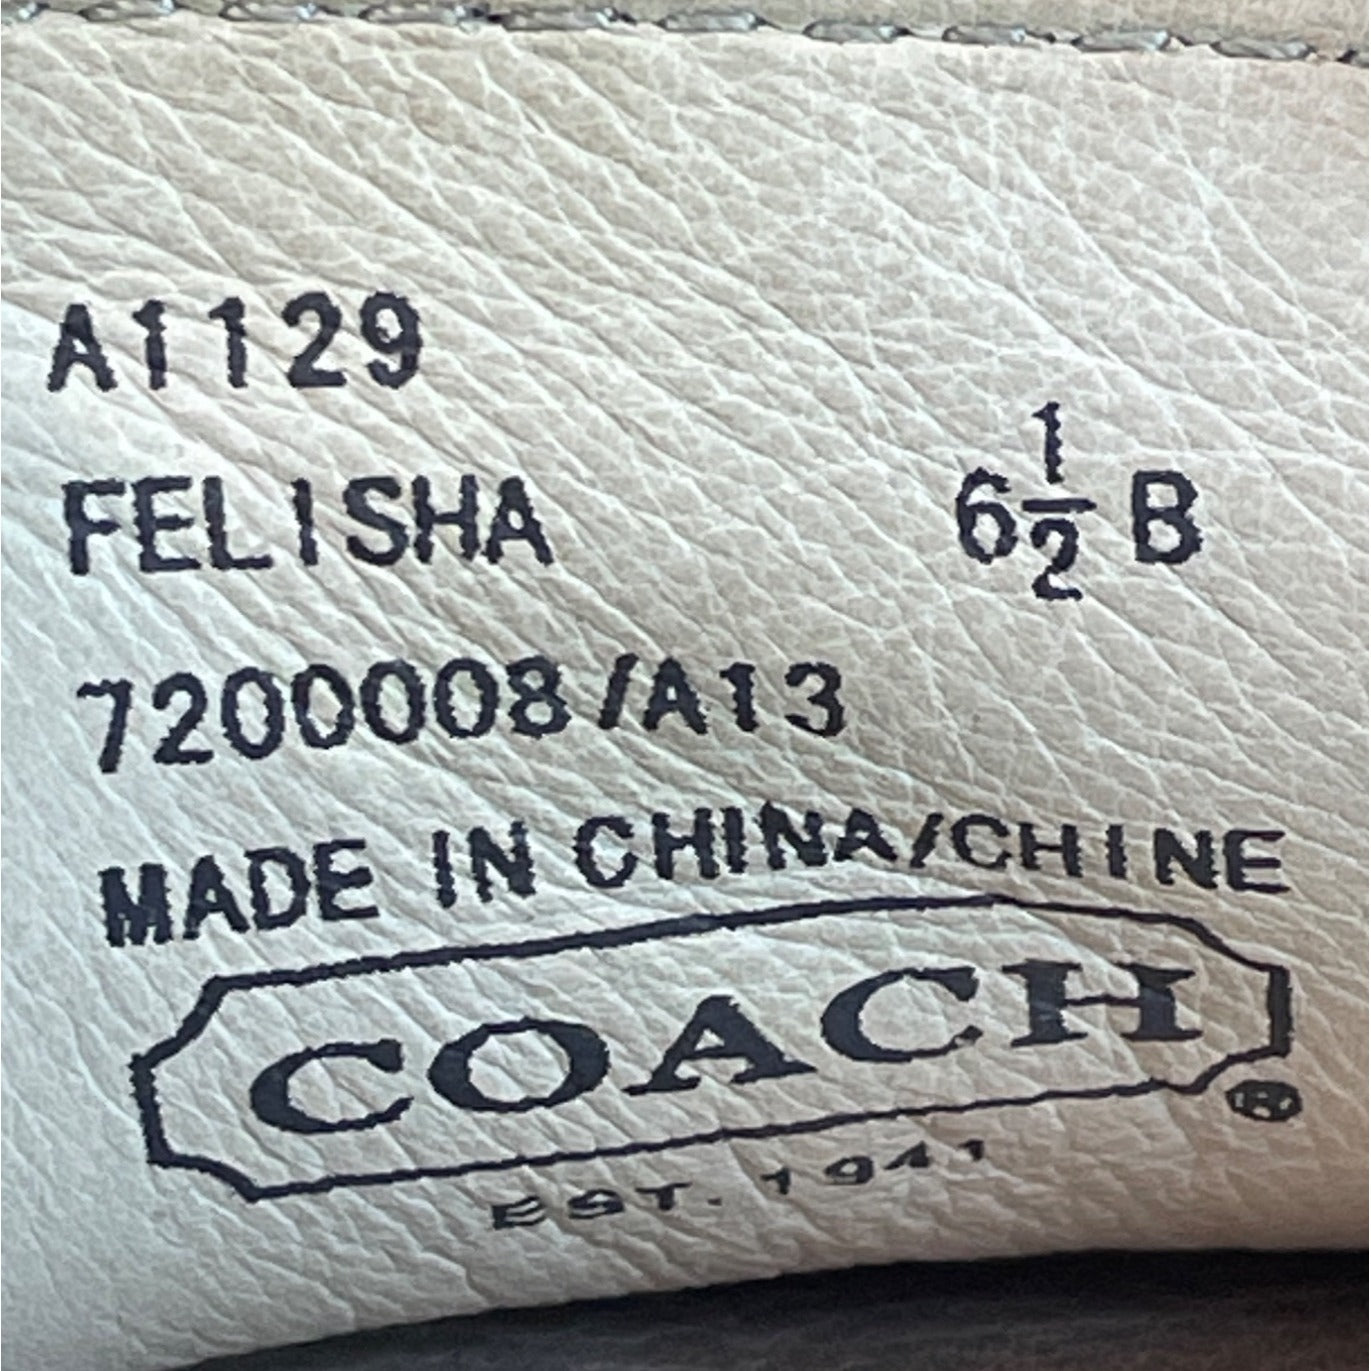 A1129
FELISHA 6½ B
7200008/A13
MADE IN CHINA/CHINE
COACH®
EST. 1941